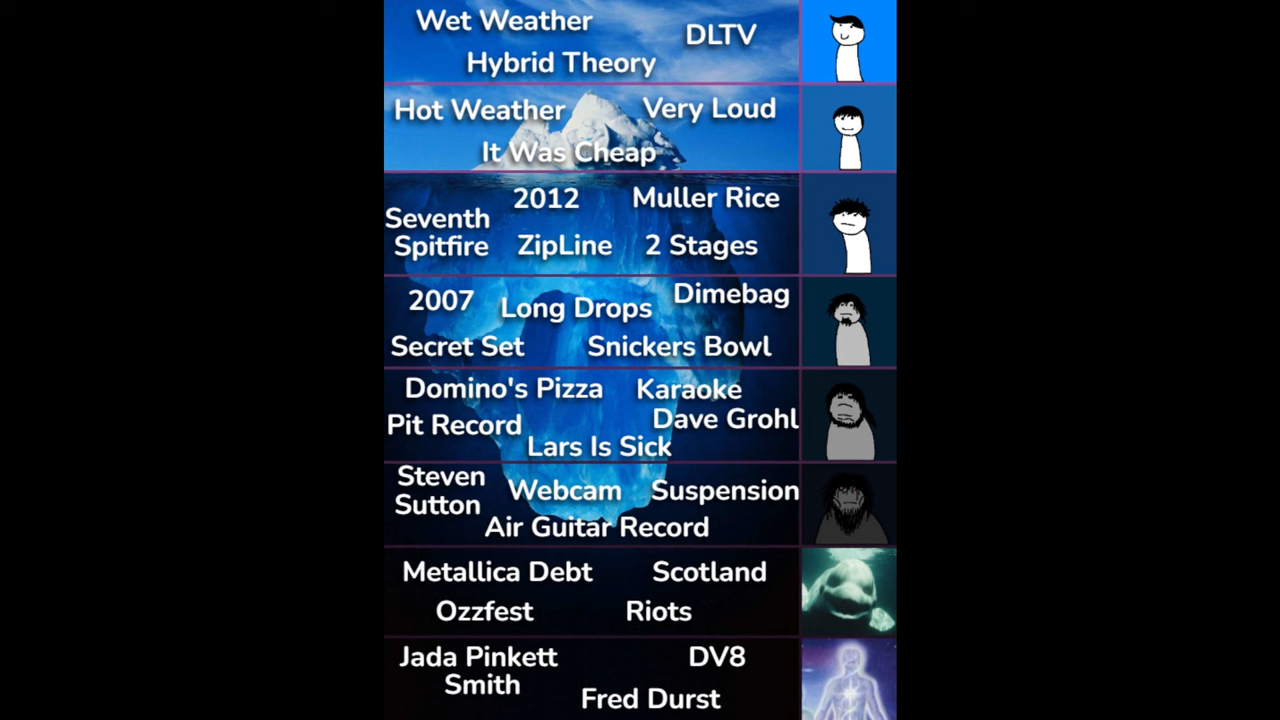 Wet Weather
DLTV
Hybrid Theory
Hot Weather
Very Loud
It Was Cheap
2012
Muller Rice
Seventh
Spitfire
ZipLine
2 Stages
2007
Long Drops
Dimebag
Secret Set
Snickers Bowl
Domino's Pizza
Karaoke
Pit Record
Dave Grohl
Lars Is Sick
Steven
Sutton
Webcam
Suspension
Air Guitar Record
Metallica Debt
Scotland
Ozzfest
Riots
Jada Pinkett
Smith
DV8
Fred Durst